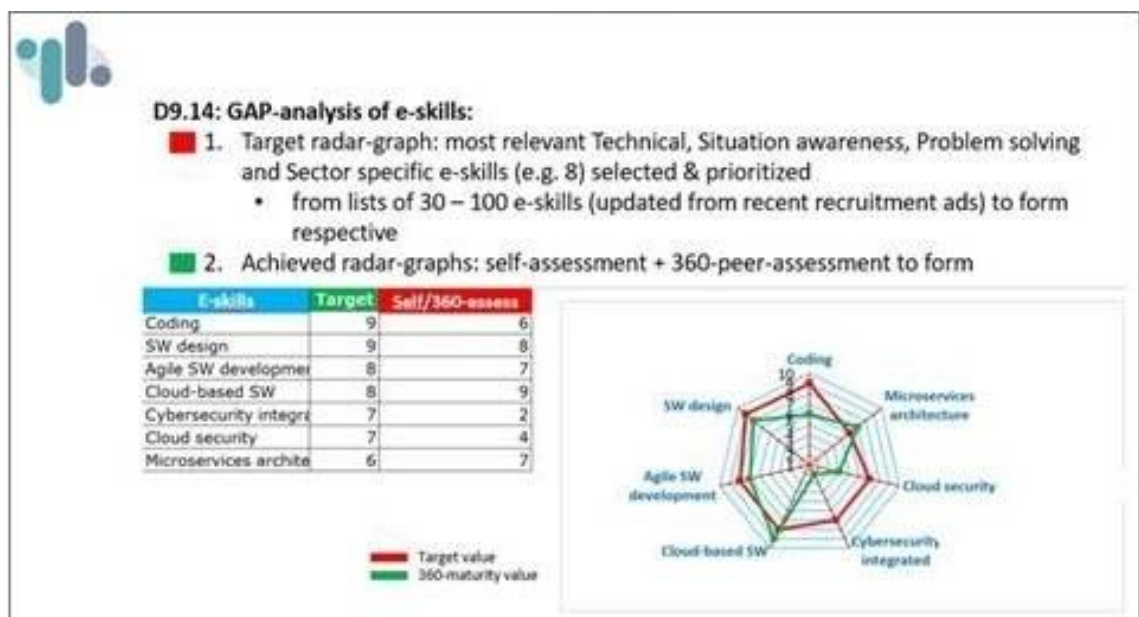 D9.14: GAP-analysis of e-skills:
1. Target radar-graph: most relevant Technical, Situation awareness, Problem solving
and Sector specific e-skills (e.g. 8) selected & prioritized
• from lists of 30 – 100 e-skills (updated from recent recruitment ads) to form
respective
2. Achieved radar-graphs: self-assessment + 360-peer-assessment to form
E-skills Target Self/360-assess
Coding 9 6
SW design 9 8
Agile SW developmer 8 7
Cloud-based SW 8 9
Cybersecurity integra 7 2
Cloud security 7 4
Microservices archite 6 7
Target value
360-maturity value
Coding
10
Microservices
architecture
SW design
Agile SW
development
Cloud security
Cloud-based SW
Cybersecurity
integrated